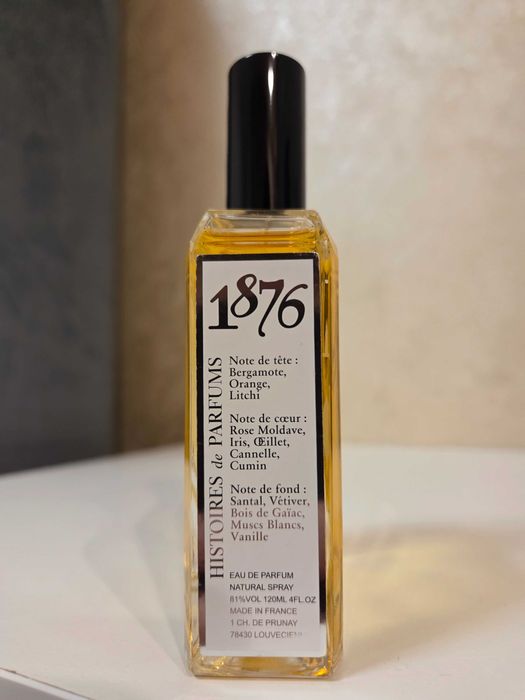 1876
HISTOIRES de PARFUMS
Note de tête :
Bergamote,
Orange,
Litchi
Note de cœur :
Rose Moldave,
Iris, Œillet,
Cannelle,
Cumin
Note de fond :
Santal, Vétiver,
Bois de Gaïac,
Muscs Blancs,
Vanille
EAU DE PARFUM
NATURAL SPRAY
61%VOL 120ML 4FL.OZ
MADE IN FRANCE
1 CH. DE PRUNAY
78430